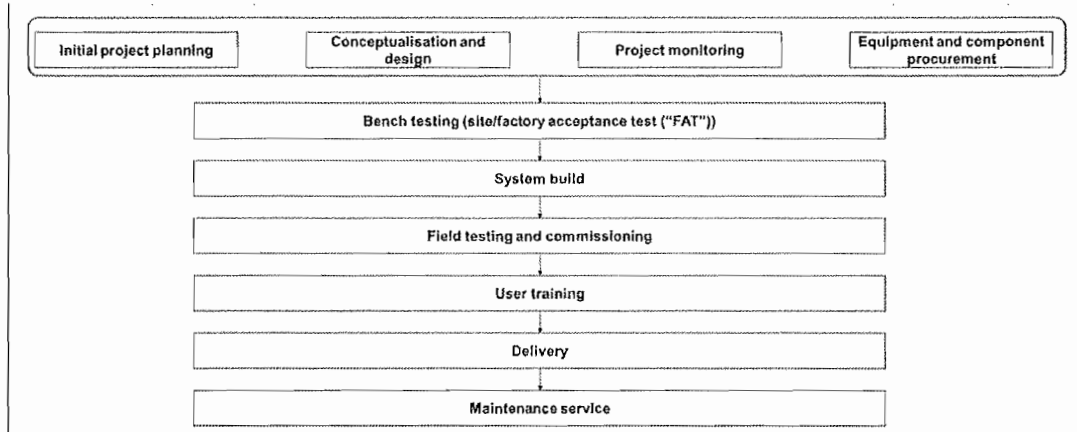 Initial project planning
Conceptualisation and
design
Project monitoring
Equipment and component
procurement
Bench testing (site/factory acceptance test ("FAT"))
System build
Field testing and commissioning
User training
Delivery
Maintenance service